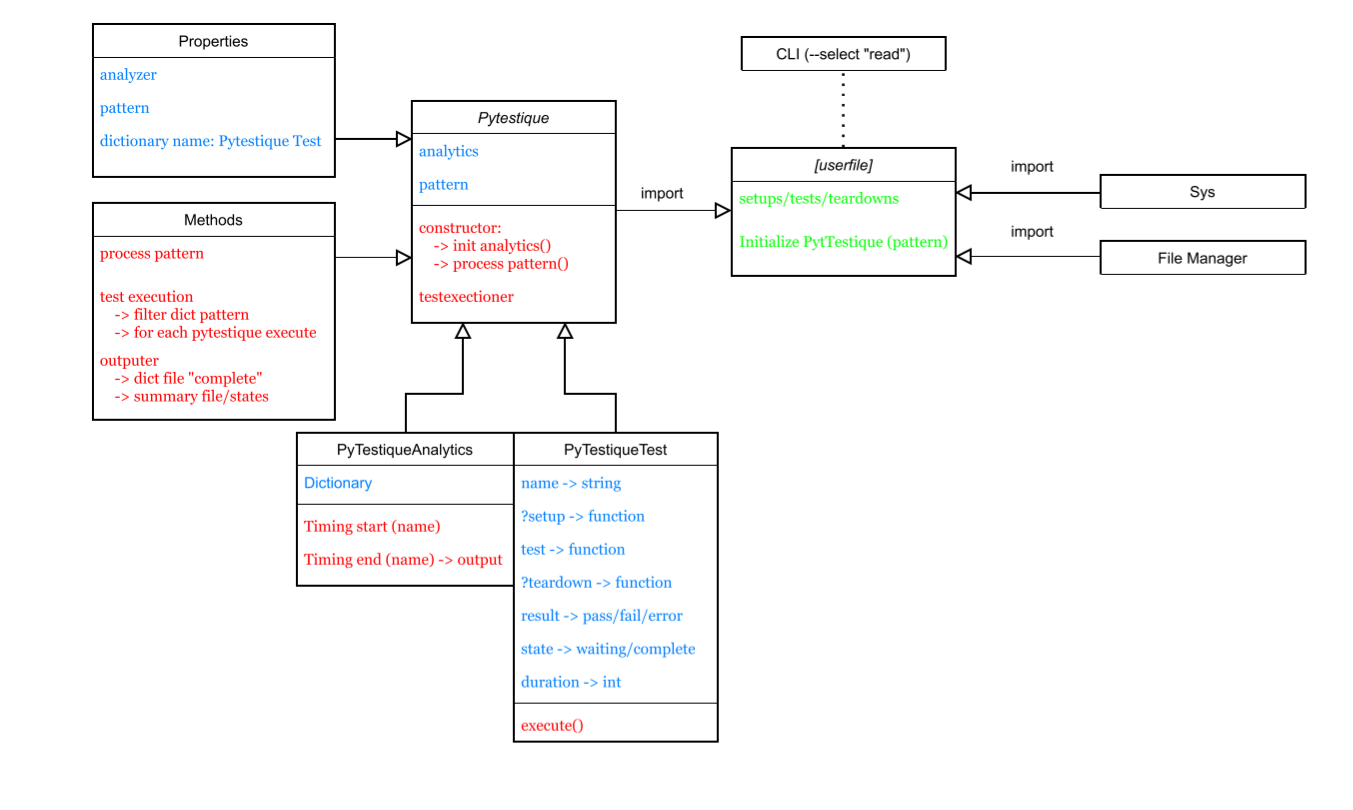 Properties
analyzer
pattern
dictionary name: Pytestique Test
Methods
process pattern
test execution
-> filter dict pattern
-> for each pytestique execute
outputer
-> dict file "complete"
-> summary file/states
Pytestique
analytics
pattern
constructor:
-> init analytics()
-> process pattern()
testexectioner
import
CLI (--select "read")
[userfile]
setups/tests/teardowns
Initialize PytTestique (pattern)
import
Sys
import
File Manager
PyTestiqueAnalytics
Dictionary
Timing start (name)
Timing end (name) -> output
PyTestiqueTest
name -> string
?setup -> function
test -> function
?teardown -> function
result -> pass/fail/error
state -> waiting/complete
duration -> int
execute()